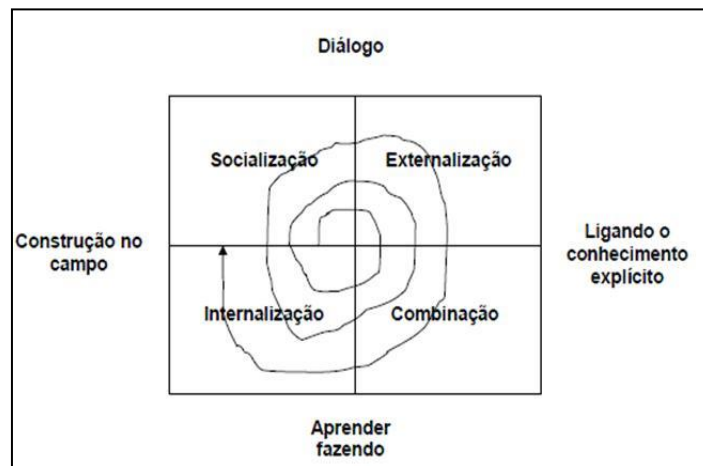 Diálogo
Socialização
Externalização
Construção no
campo
Ligando o
conhecimento
explícito
Internalização
Combinação
Aprender
fazendo